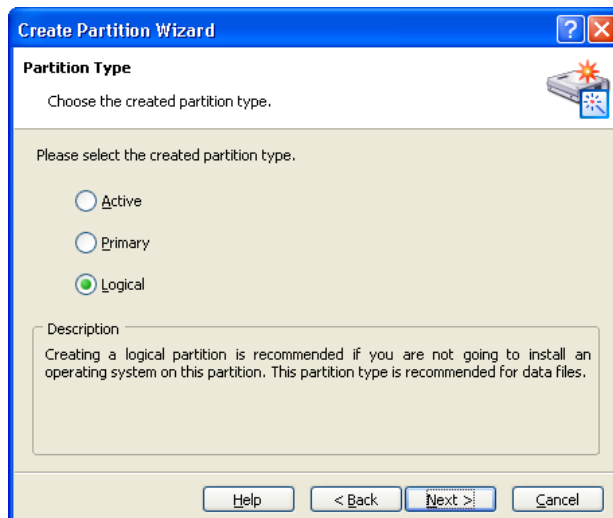 Create Partition Wizard
Partition Type
Choose the created partition type.
Please select the created partition type.
Active
Primary
Logical
Description
Creating a logical partition is recommended if you are not going to install an
operating system on this partition. This partition type is recommended for data files.
Help < Back Next > Cancel